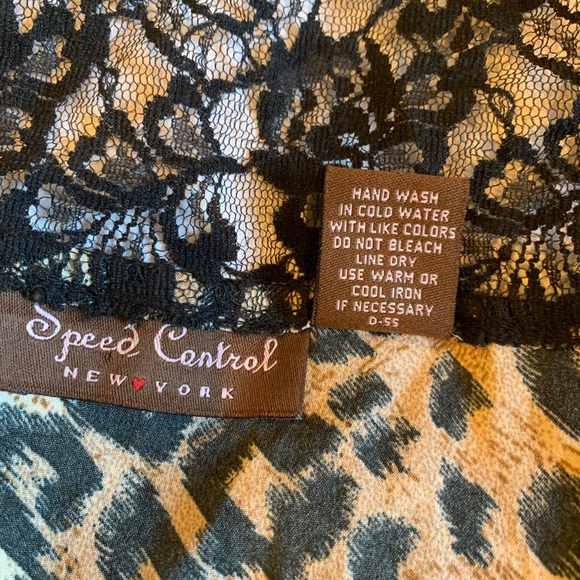 HAND WASH
IN COLD WATER
WITH LIKE COLORS
DO NOT BLEACH
LINE DRY
USE WARM OR
COOL IRON
IF NECESSARY
D-55
Speed Control
NEW♥YORK